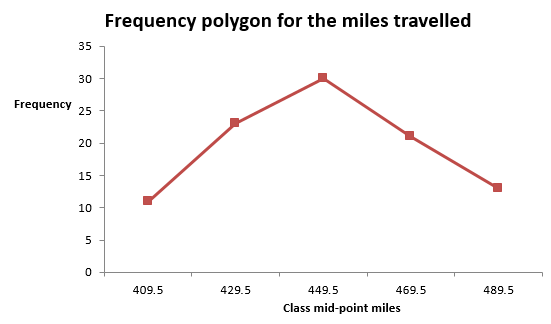 Frequency polygon for the miles travelled
35
30
Frequency
25
20
15
10
5
0
409.5 429.5 449.5 469.5 489.5
Class mid-point miles